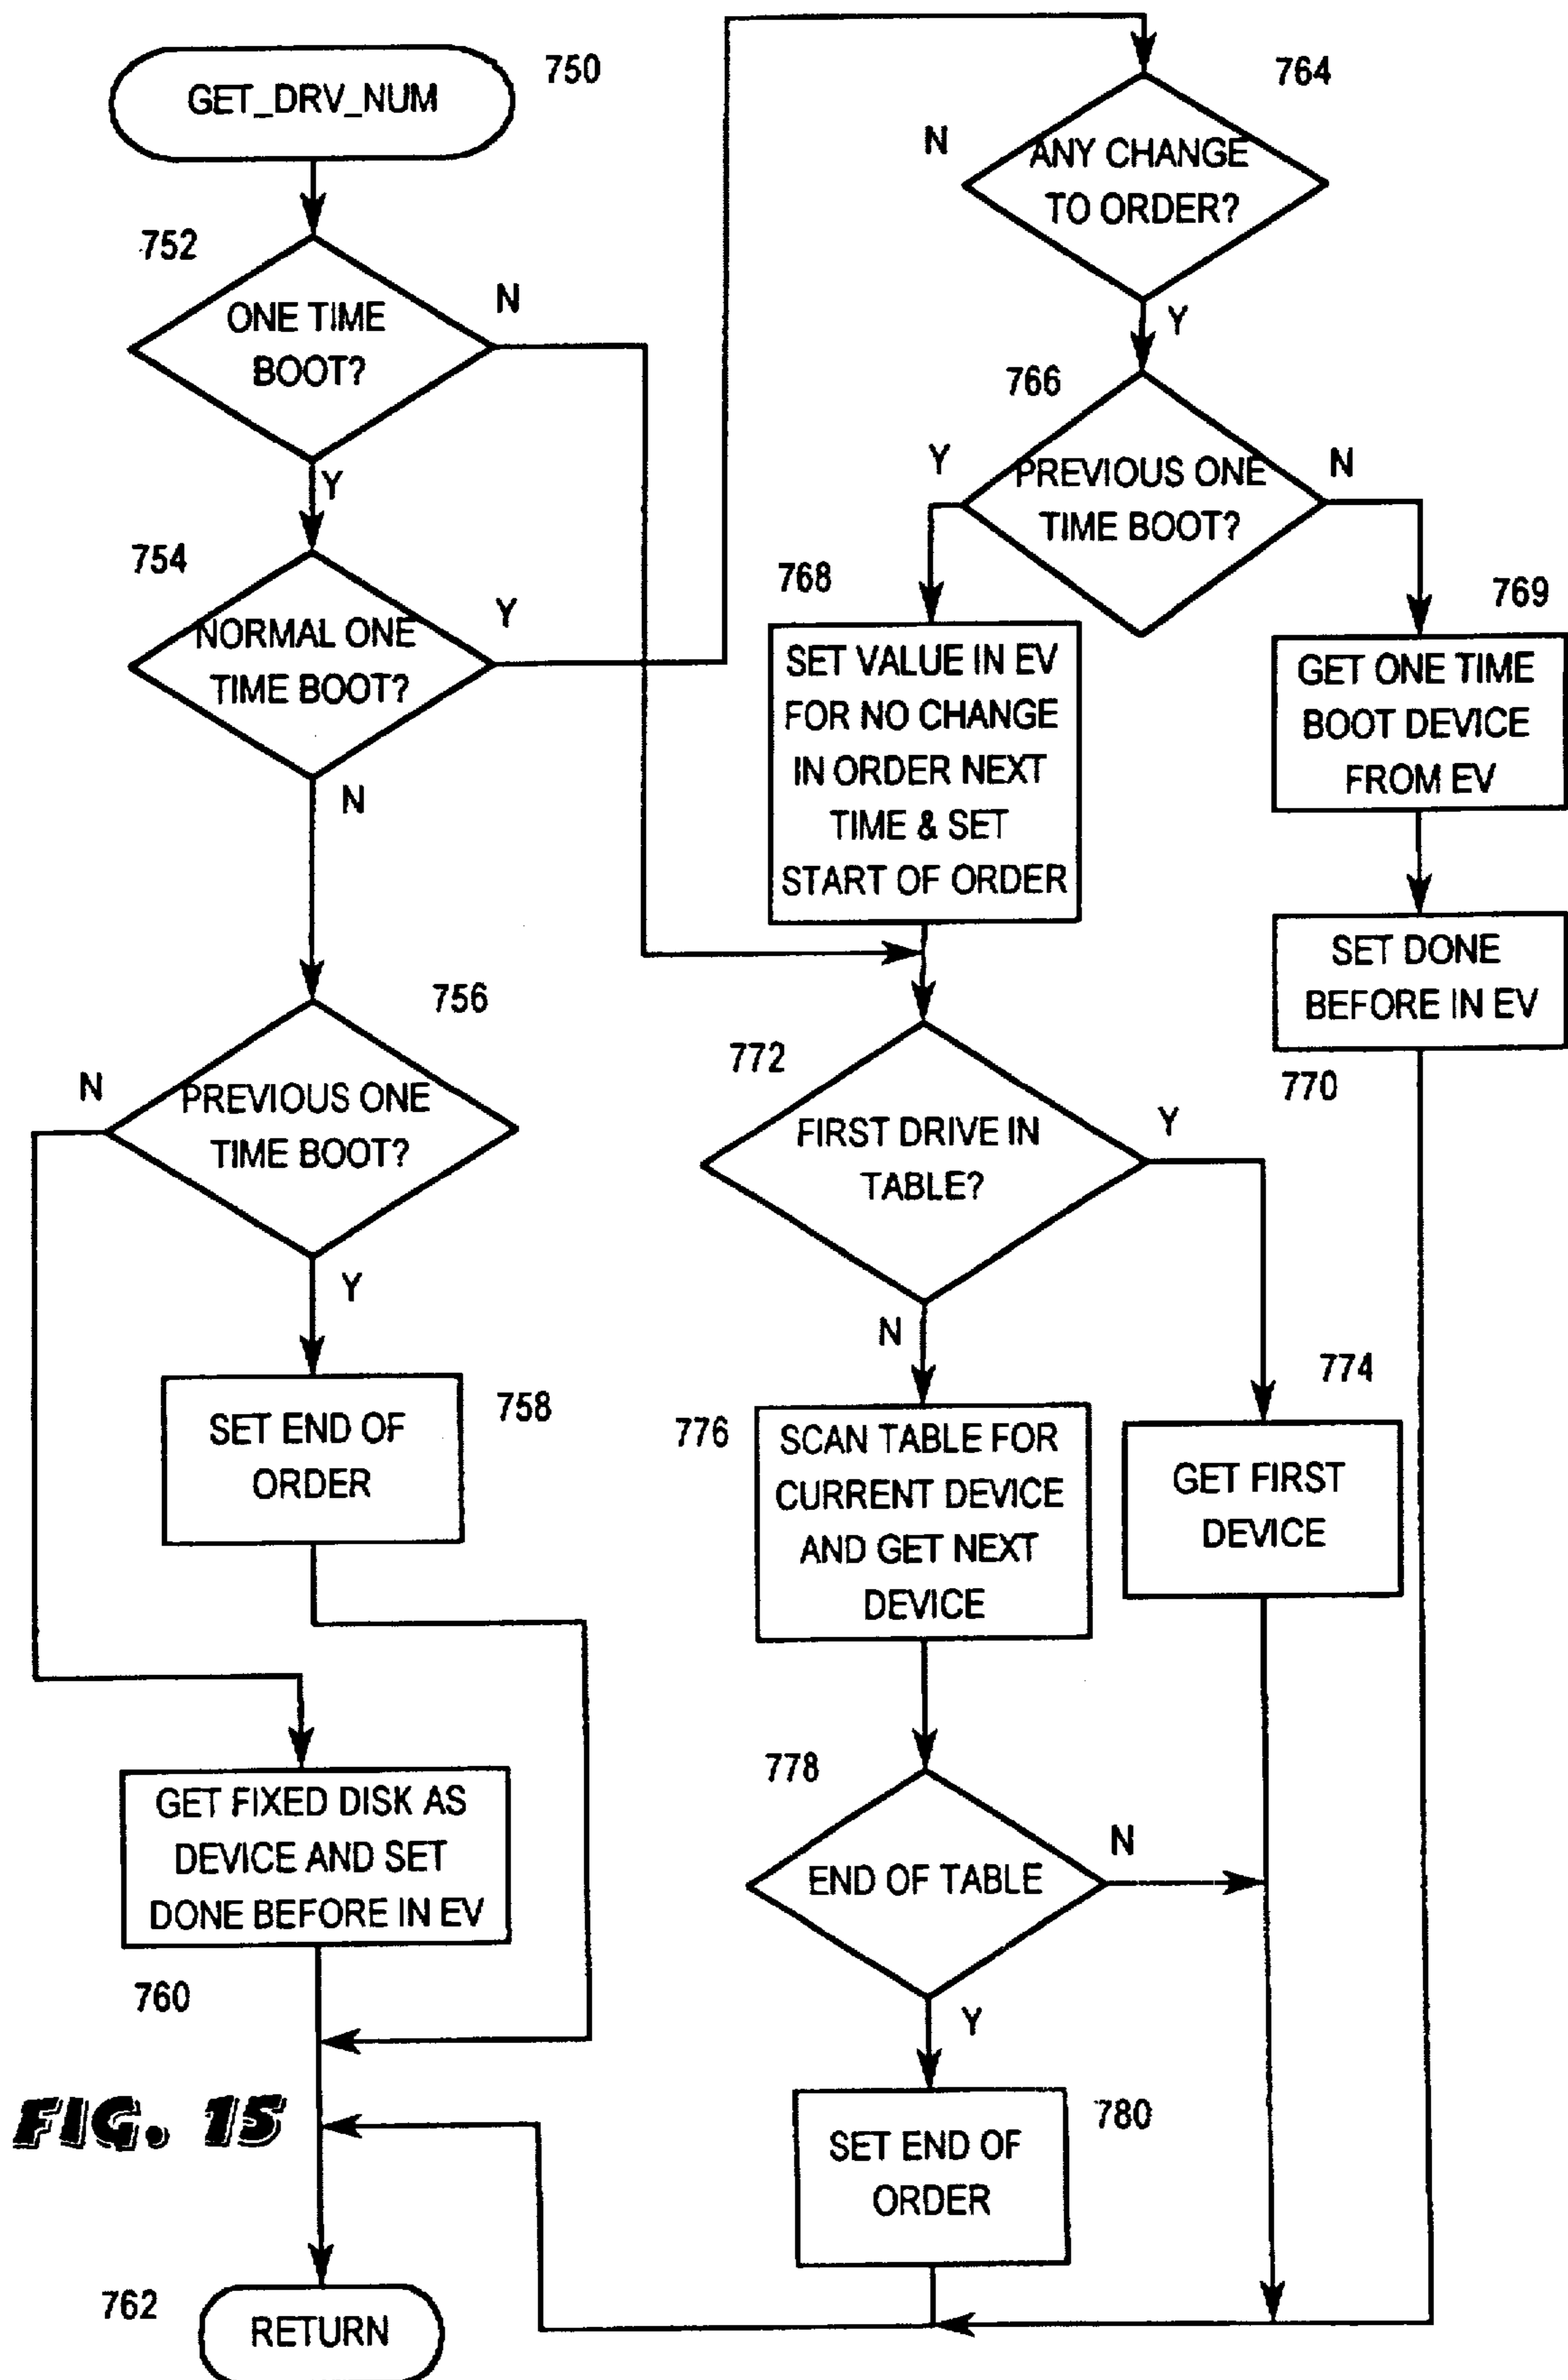 GET_DRV_NUM
750
752
ONE TIME
BOOT?
N
Y
754
NORMAL ONE
TIME BOOT?
Y
N
756
N
PREVIOUS ONE
TIME BOOT?
Y
SET END OF
ORDER
758
GET FIXED DISK AS
DEVICE AND SET
DONE BEFORE IN EV
760
FIG. 15
762
RETURN
764
N
ANY CHANGE
TO ORDER?
Y
766
Y
PREVIOUS ONE
TIME BOOT?
N
768
SET VALUE IN EV
FOR NO CHANGE
IN ORDER NEXT
TIME & SET
START OF ORDER
769
GET ONE TIME
BOOT DEVICE
FROM EV
SET DONE
BEFORE IN EV
770
772
FIRST DRIVE IN
TABLE?
Y
N
774
GET FIRST
DEVICE
776
SCAN TABLE FOR
CURRENT DEVICE
AND GET NEXT
DEVICE
778
END OF TABLE
N
Y
780
SET END OF
ORDER